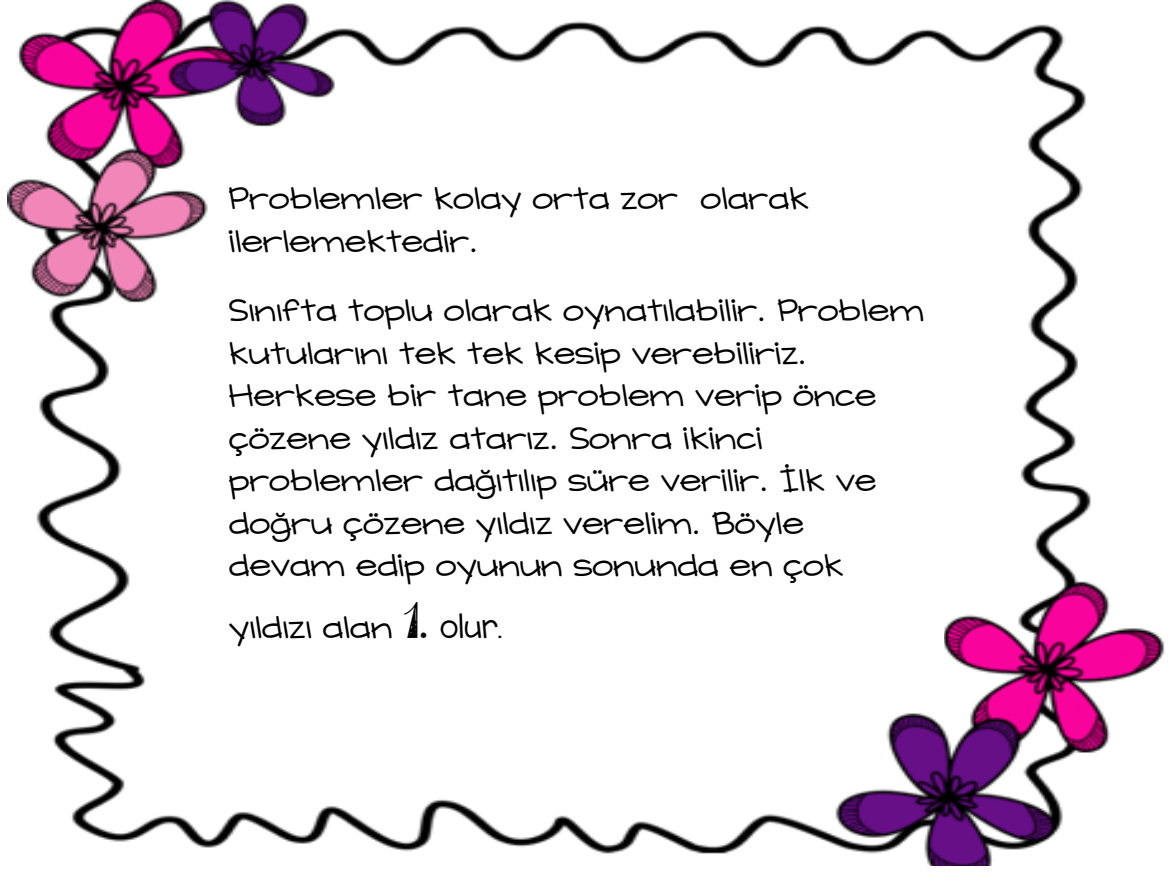 Problemler kolay orta zor  olarak
ilerlemektedir.
Sınıfta toplu olarak oynatılabilir. Problem
kutularını tek tek kesip verebiliriz.
Herkese bir tane problem verip önce
çözene yıldız atarız. Sonra ikinci
problemler dağıtılıp süre verilir. İlk ve
doğru çözene yıldız verelim. Böyle
devam edip oyunun sonunda en çok
yıldızı alan 1. olur.